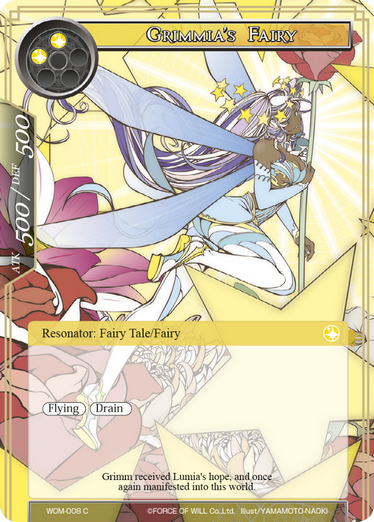 Grimmia's Fairy
ATK 500 / DEF 500
Resonator: Fairy Tale/Fairy
Flying Drain
Grimm received Lumia's hope, and once
again manifested into this world.
WOM-008 C ©FORCE OF WILL Co.,Ltd. Illust/YAMAMOTO-NAOKI